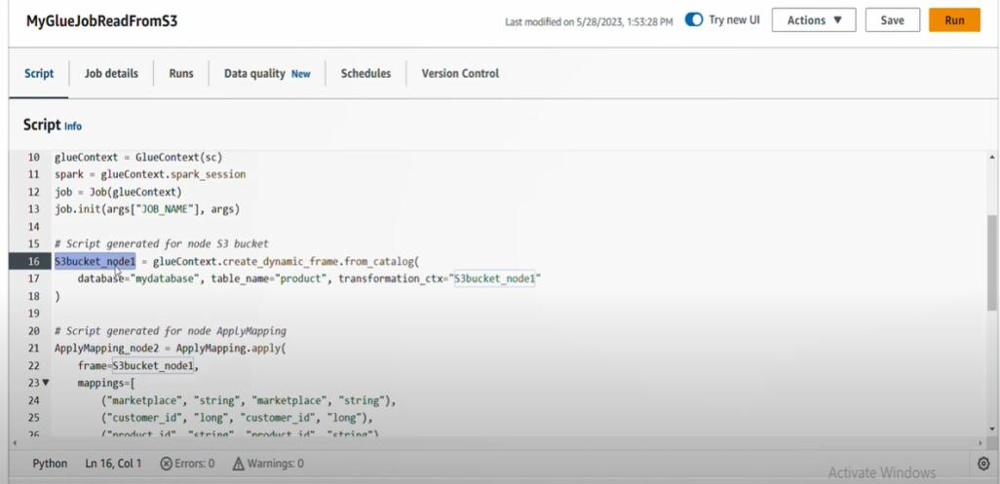 MyGlueJobReadFromS3
Last modified on 5/28/2023, 1:53:28 PM Try new UI Actions ▼ Save Run
Script Job details Runs Data quality New Schedules Version Control
Script Info
10 glueContext = GlueContext(sc)
11 spark = glueContext.spark_session
12 job = Job(glueContext)
13 job.init(args["JOB_NAME"], args)
14
15 # Script generated for node S3 bucket
16 S3bucket_node1 = glueContext.create_dynamic_frame.from_catalog(
17 database="mydatabase", table_name="product", transformation_ctx="S3bucket_node1"
18 )
19
20 # Script generated for node ApplyMapping
21 ApplyMapping_node2 = ApplyMapping.apply(
22 frame=S3bucket_node1,
23 ▼ mappings=[
24 ("marketplace", "string", "marketplace", "string"),
25 ("customer_id", "long", "customer_id", "long"),
26 ("product_id" "string" "product_id" "string")
Python Ln 16, Col 1 Errors: 0 Warnings: 0
Activate Windows